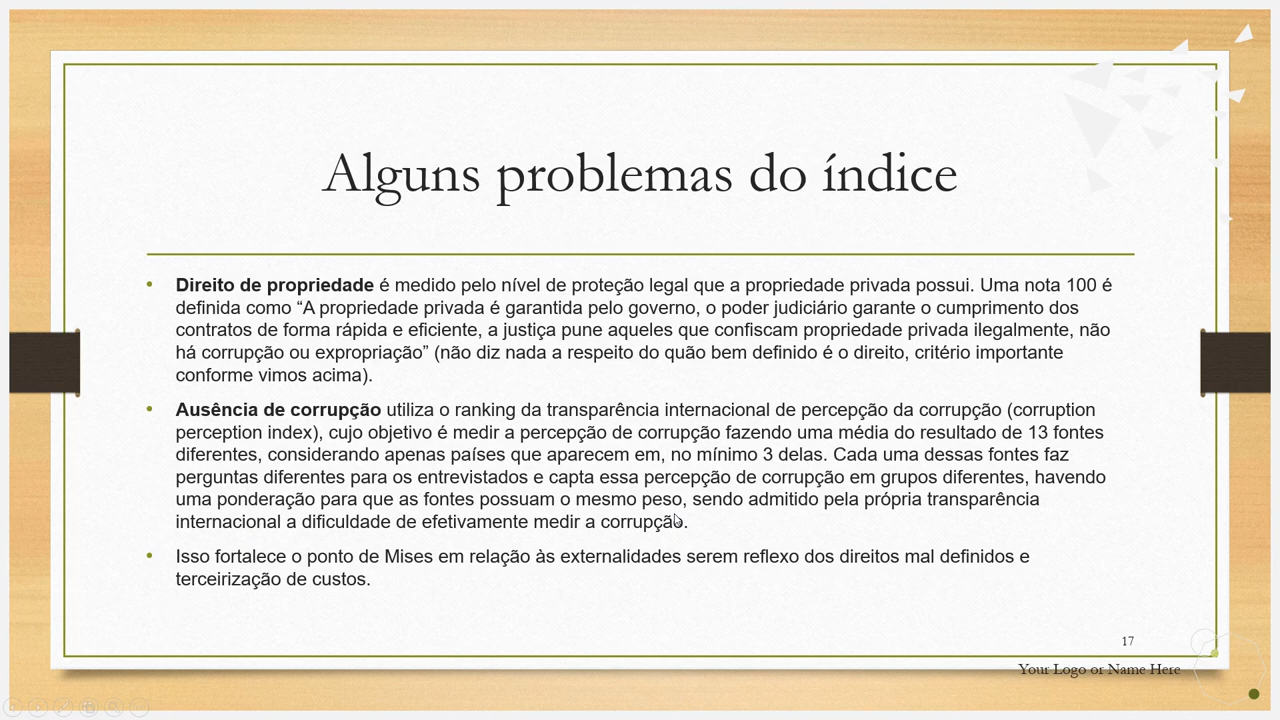 Alguns problemas do índice
• Direito de propriedade é medido pelo nível de proteção legal que a propriedade privada possui. Uma nota 100 é
definida como “A propriedade privada é garantida pelo governo, o poder judiciário garante o cumprimento dos
contratos de forma rápida e eficiente, a justiça pune aqueles que confiscam propriedade privada ilegalmente, não
há corrupção ou expropriação” (não diz nada a respeito do quão bem definido é o direito, critério importante
conforme vimos acima).
• Ausência de corrupção utiliza o ranking da transparência internacional de percepção da corrupção (corruption
perception index), cujo objetivo é medir a percepção de corrupção fazendo uma média do resultado de 13 fontes
diferentes, considerando apenas países que aparecem em, no mínimo 3 delas. Cada uma dessas fontes faz
perguntas diferentes para os entrevistados e capta essa percepção de corrupção em grupos diferentes, havendo
uma ponderação para que as fontes possuam o mesmo peso, sendo admitido pela própria transparência
internacional a dificuldade de efetivamente medir a corrupção.
• Isso fortalece o ponto de Mises em relação às externalidades serem reflexo dos direitos mal definidos e
terceirização de custos.
17
Your Logo or Name Here